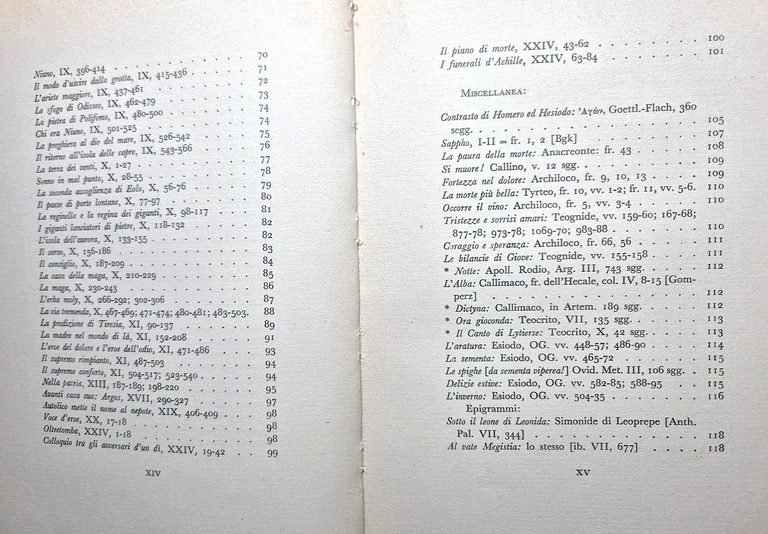 Niuno, IX, 396-414 . . . . . . . . 70
Il modo d'uscire dalla grotta, IX, 415-436 . . . . 71
L'ariete maggiore, IX, 437-461 . . . . . . 72
Lo sfogo di Odisseo, IX, 462-479 . . . . . . 73
La pietra di Polifemo, IX, 480-500 . . . . . . 74
Chi era Niuno, IX, 501-525 . . . . . . . 74
La preghiera al dio del mare, IX, 526-542 . . . . 75
Il ritorno all'isola delle capre, IX, 543-566 . . . . 76
La terra dei venti, X, 1-27 . . . . . . . 77
Sonno in mal punto, X, 28-55 . . . . . . . 78
La seconda accoglienza di Eolo, X, 56-76 . . . . 79
Il paese di porte lontane, X, 77-97 . . . . . . 80
La reginella e la regina dei giganti, X, 98-117 . . . 81
I giganti lanciatori di pietre, X, 118-132 . . . . . 82
L'isola dell'aurora, X, 133-155 . . . . . . . 82
Il cervo, X, 156-186 . . . . . . . . . 83
Il consiglio, X, 187-209 . . . . . . . . 84
La casa della maga, X, 210-229 . . . . . . . 85
La maga, X, 230-243 . . . . . . . . . 86
L'erba moly, X, 266-292; 302-306 . . . . . . 87
La via tremenda, X, 467-469; 471-474; 480-481; 483-503. 88
La predizione di Tiresia, XI, 90-137 . . . . . . 89
La madre nel mondo di là, XI, 152-208 . . . . . 91
L'eroe del dolore e l'eroe dell'odio, XI, 471-486 . . . 93
Il supremo rimpianto, XI, 487-503 . . . . . . 94
Il supremo conforto, XI, 504-517; 523-540 . . . . 94
Nella patria, XIII, 187-189; 198-220 . . . . . . 95
Avanti casa sua: Argos, XVII, 290-327 . . . . . 97
Autolico mette il nome al nepote, XIX, 406-409 . . . 98
Voce d'eroe, XX, 17-18 . . . . . . . . 98
Oltretomba, XXIV, 1-18 . . . . . . . . 98
Colloquio tra gli avversari d'un dì, XXIV, 19-42 . . . 99
XIV
Il piano di morte, XXIV, 43-62 . . . . . . . 100
I funerali d'Achille, XXIV, 63-84 . . . . . . 101
MISCELLANEA:
Contrasto di Homero ed Hesiodo: Ἀγών, Goettl.-Flach, 360
segg. . . . . . . . . . . . . 105
Sappho, I-II = fr. 1, 2 [Bgk] . . . . . . . 107
La paura della morte: Anacreonte: fr. 43 . . . . 108
Si muore! Callino, v. 12 sgg. . . . . . . . 109
Fortezza nel dolore: Archiloco, fr. 9, 10, 13 . . . . 109
La morte più bella: Tyrteo, fr. 10, vv. 1-2; fr. 11, vv. 5-6. 110
Occorre il vino: Archiloco, fr. 5, vv. 3-4 . . . . . 110
Tristezze e sorrisi amari: Teognide, vv. 159-60; 167-68;
877-78; 973-78; 1069-70; 983-88 . . . . . . 110
Coraggio e speranza: Archiloco, fr. 66, 56 . . . . 111
Le bilancie di Giove: Teognide, vv. 155-158 . . . . 111
* Notte: Apoll. Rodio, Arg. III, 743 sgg. . . . . . 112
L'Alba: Callimaco, fr. dell'Hecale, col. IV, 8-15 [Gom-
perz] . . . . . . . . . . . . 112
* Dictyna: Callimaco, in Artem. 189 sgg. . . . . . 112
* Ora gioconda: Teocrito, VII, 135 sgg. . . . . . 113
* Il Canto di Lytierse: Teocrito, X, 42 sgg. . . . . 113
L'aratura: Esiodo, OG. vv. 448-57; 486-90 . . . . 114
La sementa: Esiodo, OG. vv. 465-72 . . . . . 115
Le spighe [da sementa viperea!] Ovid. Met. III, 106 sgg. . . 115
Delizie estive: Esiodo, OG. vv. 582-85; 588-95 . . . 115
L'inverno: Esiodo, OG. vv. 504-35 . . . . . . 116
Epigrammi:
Sotto il leone di Leonida: Simonide di Leoprepe [Anth.
Pal. VII, 344] . . . . . . . . . . 118
Al vate Megistia: lo stesso [ib. VII, 677] . . . . . 118
XV